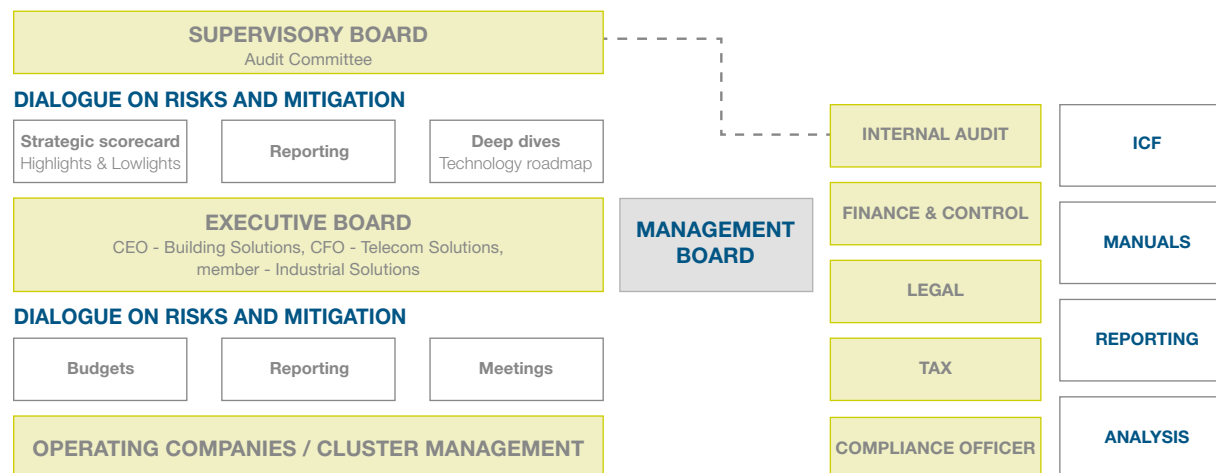 SUPERVISORY BOARD
Audit Committee
DIALOGUE ON RISKS AND MITIGATION
Strategic scorecard
Highlights & Lowlights
Reporting
Deep dives
Technology roadmap
EXECUTIVE BOARD
CEO - Building Solutions, CFO - Telecom Solutions,
member - Industrial Solutions
DIALOGUE ON RISKS AND MITIGATION
Budgets
Reporting
Meetings
OPERATING COMPANIES / CLUSTER MANAGEMENT
MANAGEMENT
BOARD
INTERNAL AUDIT
FINANCE & CONTROL
LEGAL
TAX
COMPLIANCE OFFICER
ICF
MANUALS
REPORTING
ANALYSIS